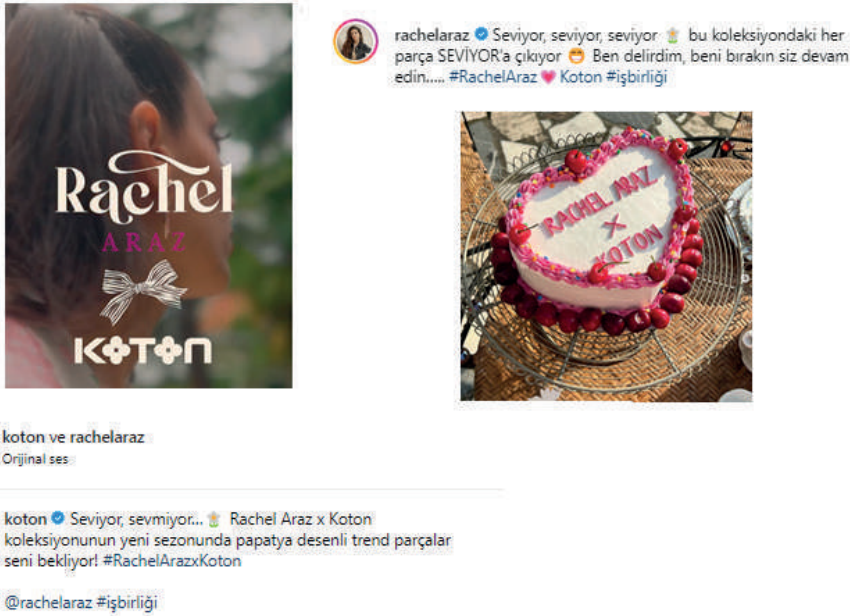 Rachel
ARAZ
KOTON
rachelaraz Seviyor, seviyor, seviyor bu koleksiyondaki her
parça SEVİYOR'a çıkıyor Ben delirdim, beni bırakın siz devam
edin..... #RachelAraz Koton #işbirliği
RACHEL ARAZ
X
KOTON
koton ve rachelaraz
Orijinal ses
koton Seviyor, sevmiyor... Rachel Araz x Koton
koleksiyonunun yeni sezonunda papatya desenli trend parçalar
seni bekliyor! #RachelArazxKoton
@rachelaraz #işbirliği